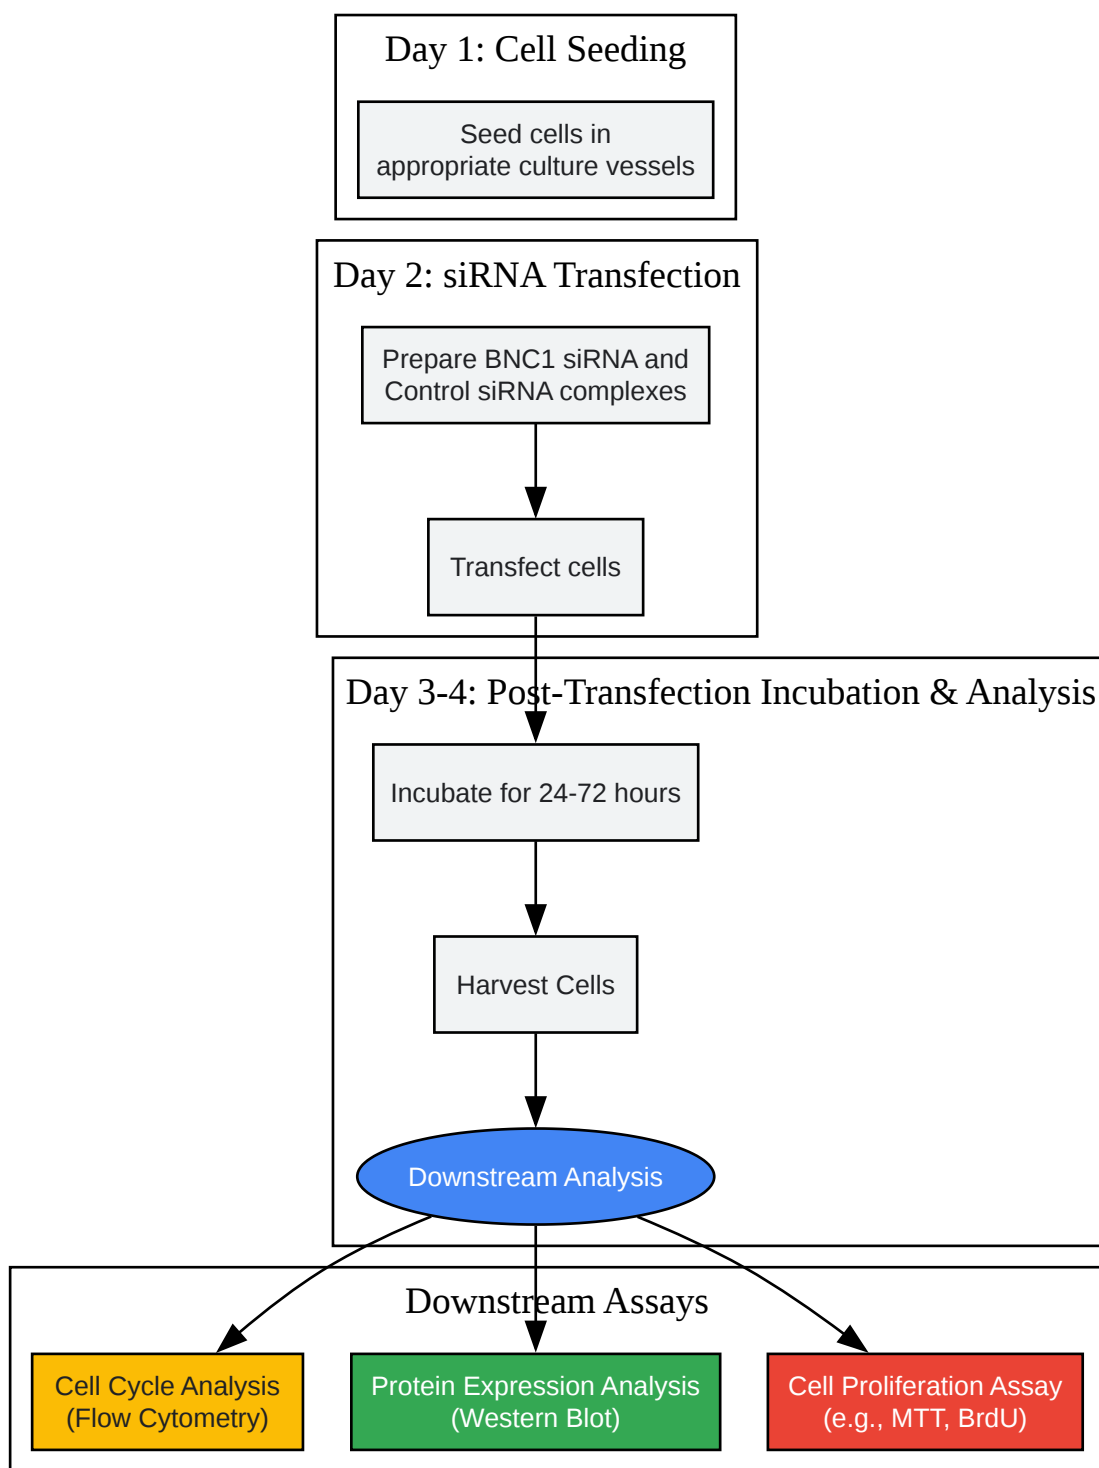 Day 1: Cell Seeding
Seed cells in
appropriate culture vessels
Day 2: siRNA Transfection
Prepare BNC1 siRNA and
Control siRNA complexes
Transfect cells
Day 3-4: Post-Transfection Incubation & Analysis
Incubate for 24-72 hours
Harvest Cells
Downstream Analysis
Downstream Assays
Cell Cycle Analysis
(Flow Cytometry)
Protein Expression Analysis
(Western Blot)
Cell Proliferation Assay
(e.g., MTT, BrdU)